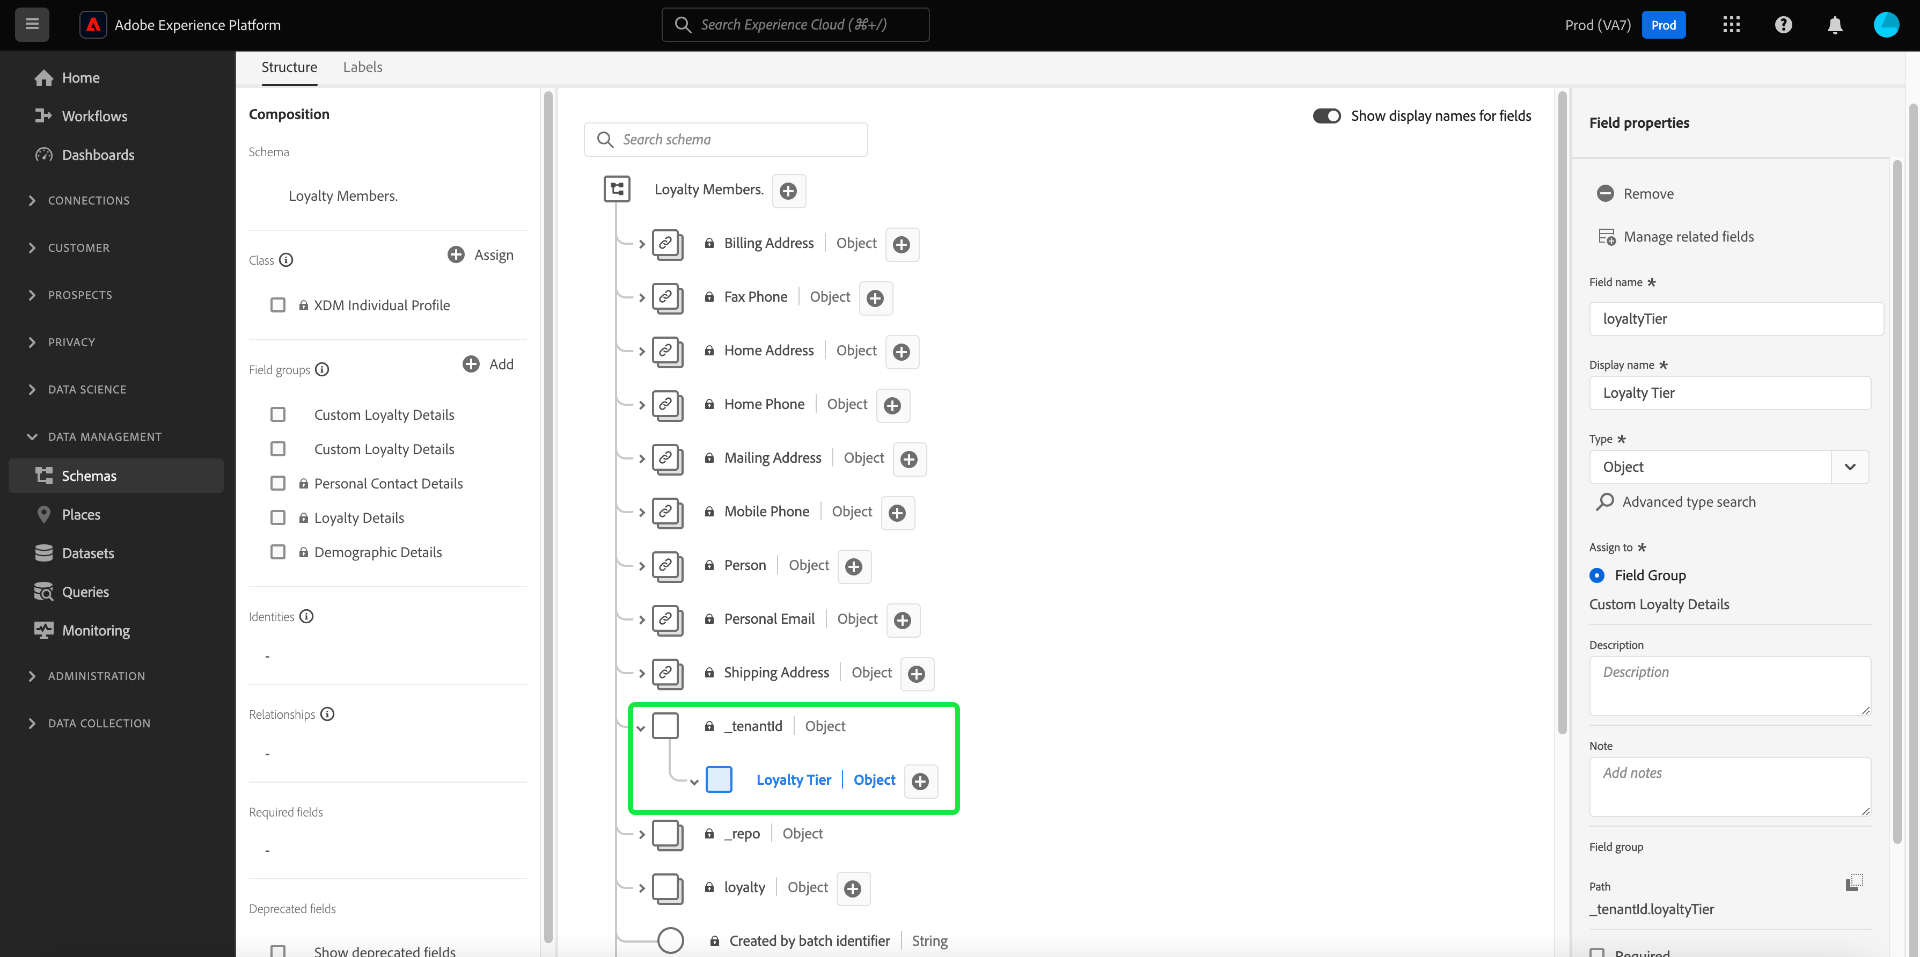 Adobe Experience Platform
Search Experience Cloud (⌘+/)
Prod (VA7)
Prod
Home
Workflows
Dashboards
CONNECTIONS
CUSTOMER
PROSPECTS
PRIVACY
DATA SCIENCE
DATA MANAGEMENT
Schemas
Places
Datasets
Queries
Monitoring
ADMINISTRATION
DATA COLLECTION
Structure
Labels
Composition
Schema
Loyalty Members.
Class
Assign
XDM Individual Profile
Field groups
Add
Custom Loyalty Details
Custom Loyalty Details
Personal Contact Details
Loyalty Details
Demographic Details
Identities
-
Relationships
-
Required fields
-
Deprecated fields
Show deprecated fields
Search schema
Show display names for fields
Loyalty Members.
Billing Address | Object
Fax Phone | Object
Home Address | Object
Home Phone | Object
Mailing Address | Object
Mobile Phone | Object
Person | Object
Personal Email | Object
Shipping Address | Object
_tenantId | Object
Loyalty Tier | Object
_repo | Object
loyalty | Object
Created by batch identifier | String
Field properties
Remove
Manage related fields
Field name *
loyaltyTier
Display name *
Loyalty Tier
Type *
Object
Advanced type search
Assign to *
Field Group
Custom Loyalty Details
Description
Description
Note
Add notes
Field group
Path
_tenantId.loyaltyTier
Required